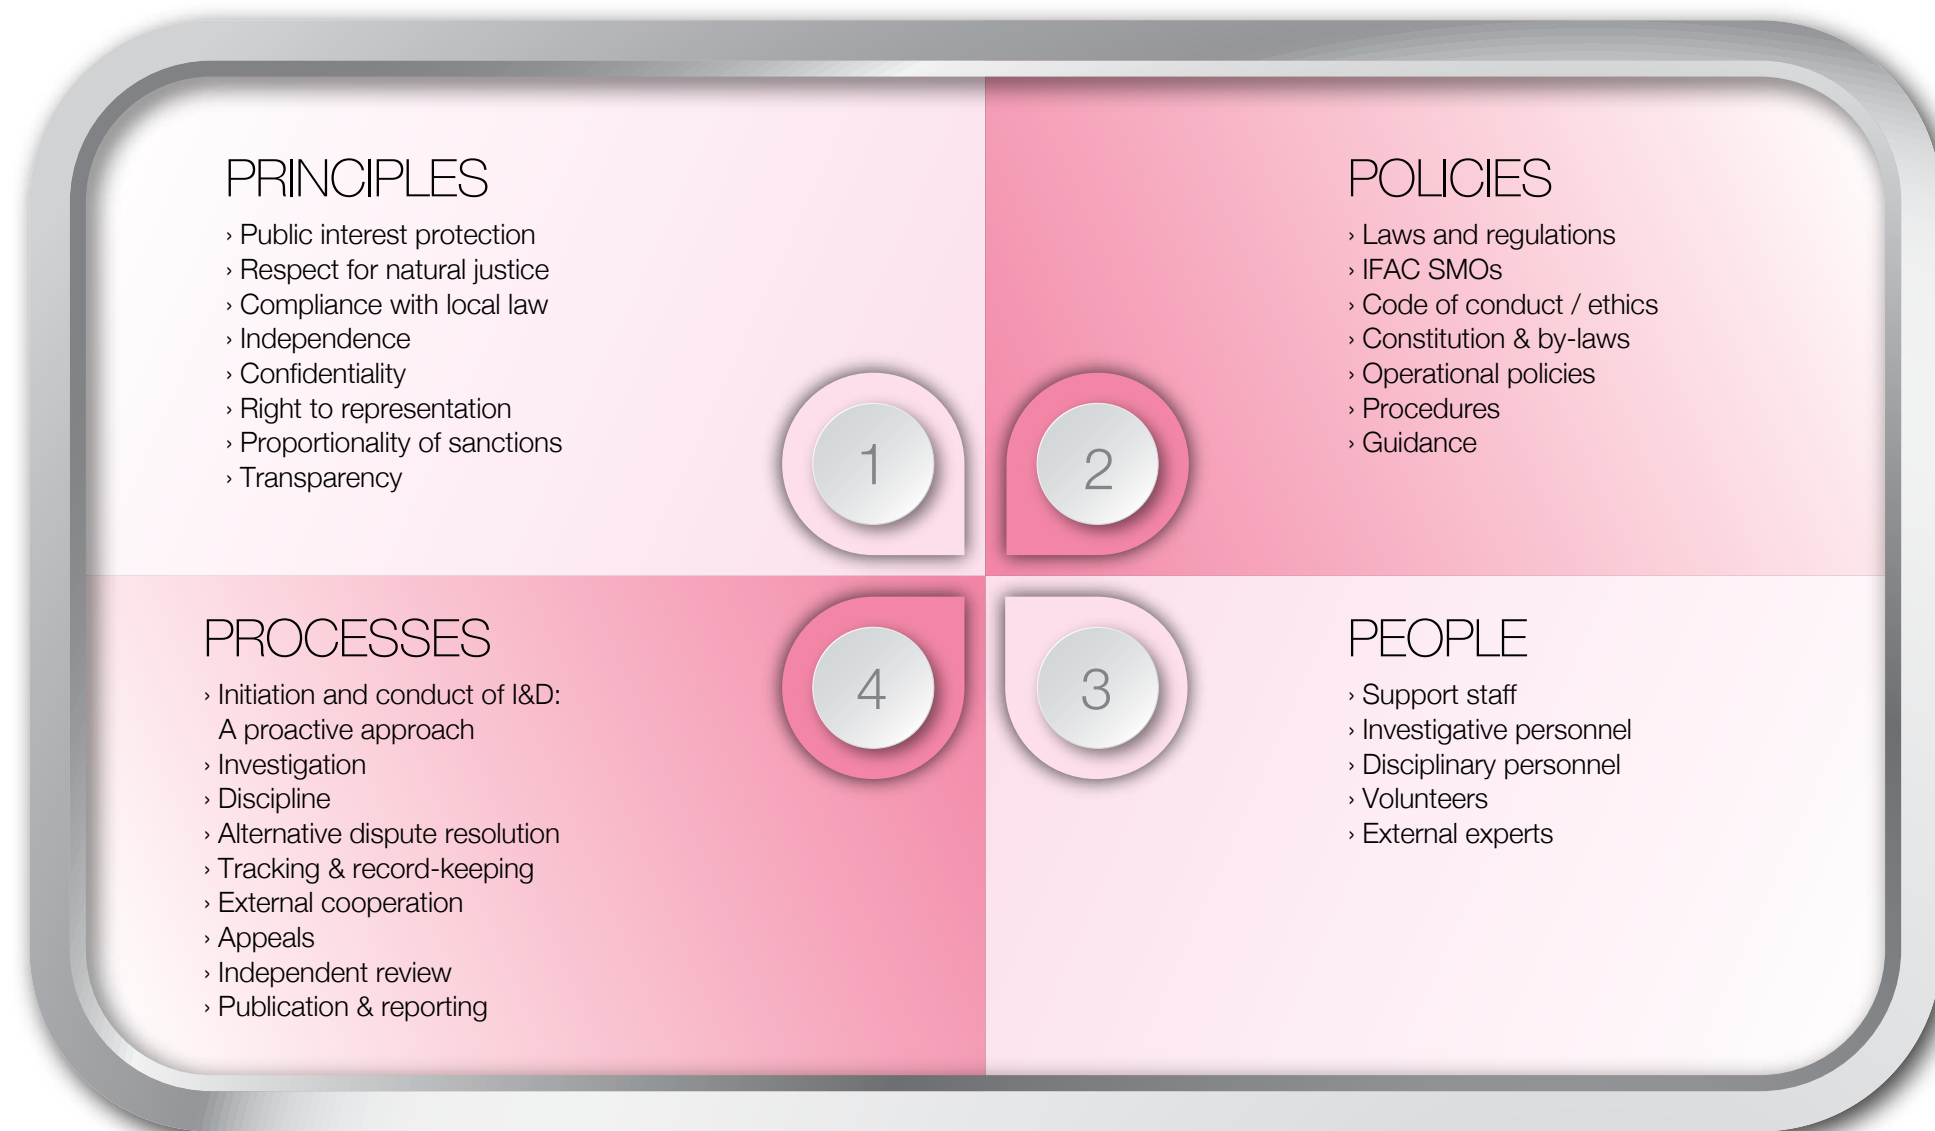 PRINCIPLES
› Public interest protection
› Respect for natural justice
› Compliance with local law
› Independence
› Confidentiality
› Right to representation
› Proportionality of sanctions
› Transparency
1
POLICIES
› Laws and regulations
› IFAC SMOs
› Code of conduct / ethics
› Constitution & by-laws
› Operational policies
› Procedures
› Guidance
2
PEOPLE
› Support staff
› Investigative personnel
› Disciplinary personnel
› Volunteers
› External experts
3
PROCESSES
› Initiation and conduct of I&D:
A proactive approach
› Investigation
› Discipline
› Alternative dispute resolution
› Tracking & record-keeping
› External cooperation
› Appeals
› Independent review
› Publication & reporting
4